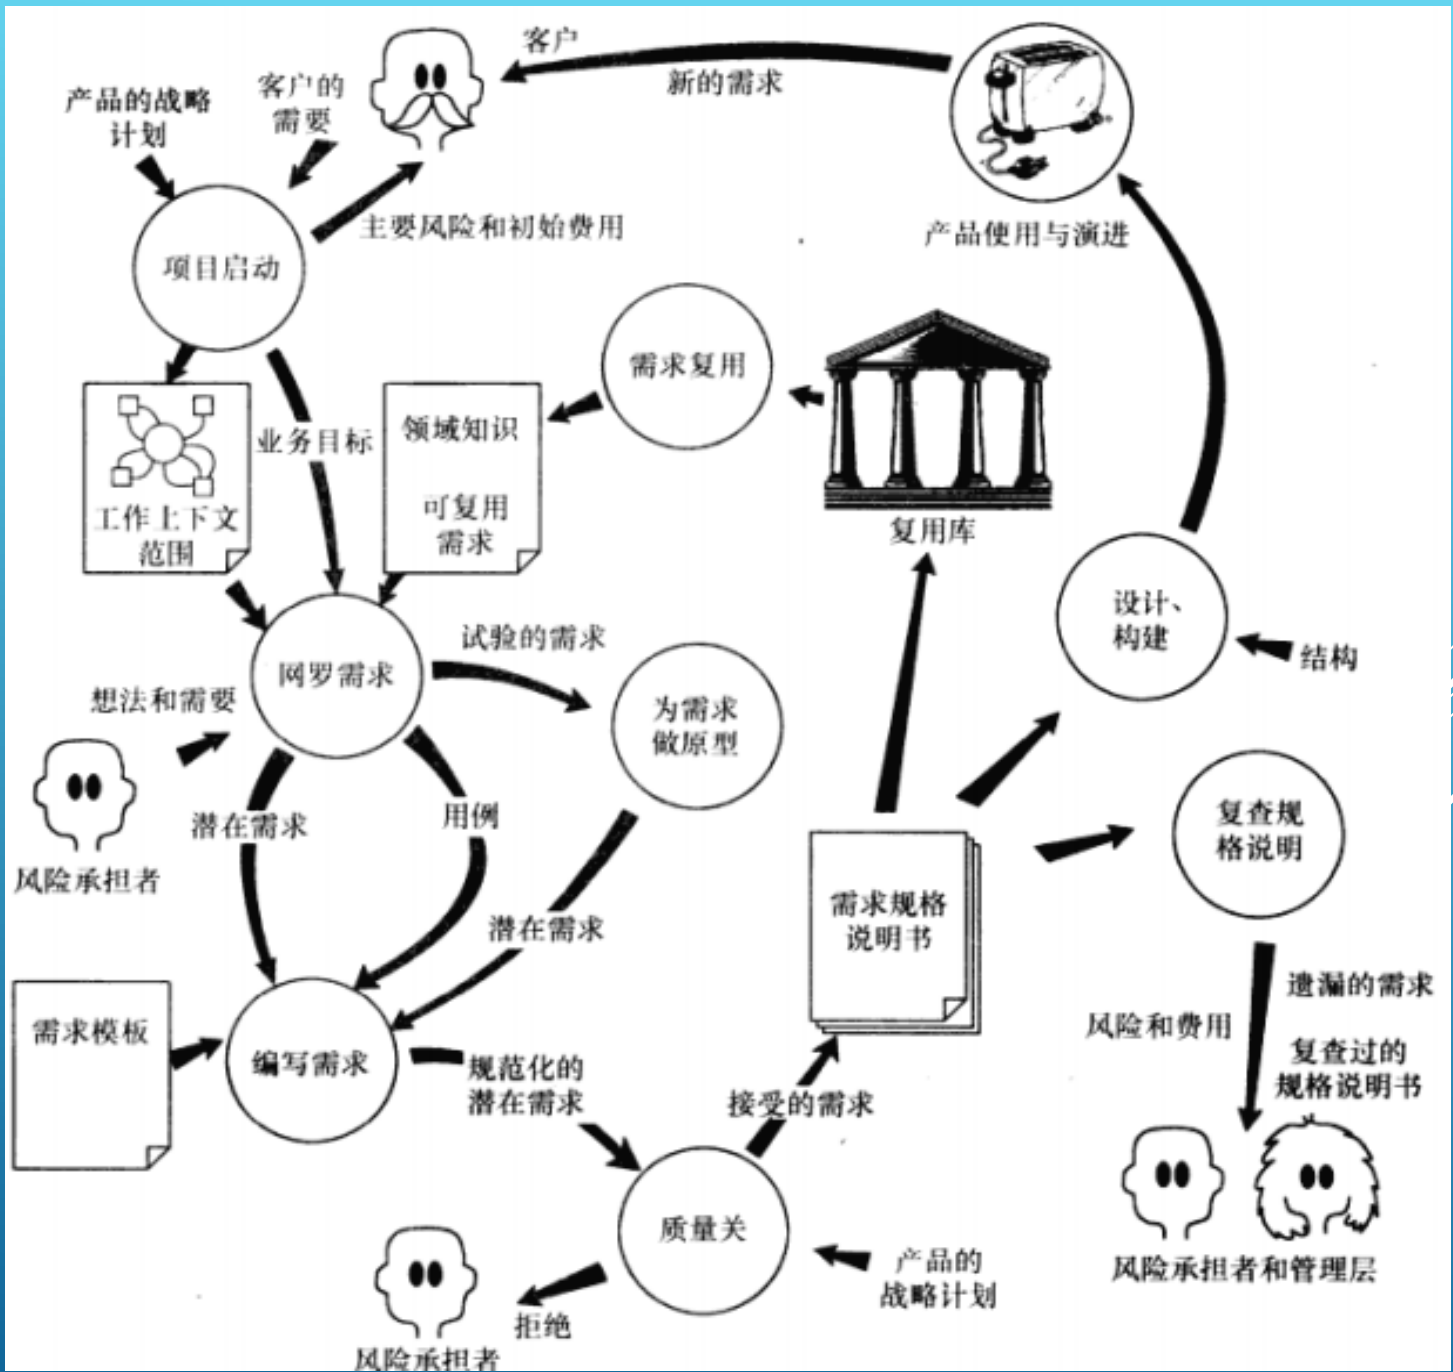 客户
新的需求
产品的战略
计划
客户的
需要
主要风险和初始费用
产品使用与演进
项目启动
需求复用
业务目标
领域知识
可复用
需求
工作上下文
范围
复用库
设计、
构建
结构
试验的需求
网罗需求
想法和需要
为需求
做原型
风险承担者
潜在需求
用例
潜在需求
复查规
格说明
需求规格
说明书
遗漏的需求
风险和费用
复查过的
规格说明书
需求模板
编写需求
规范化的
潜在需求
接受的需求
质量关
产品的
战略计划
风险承担者和管理层
拒绝
风险承担者